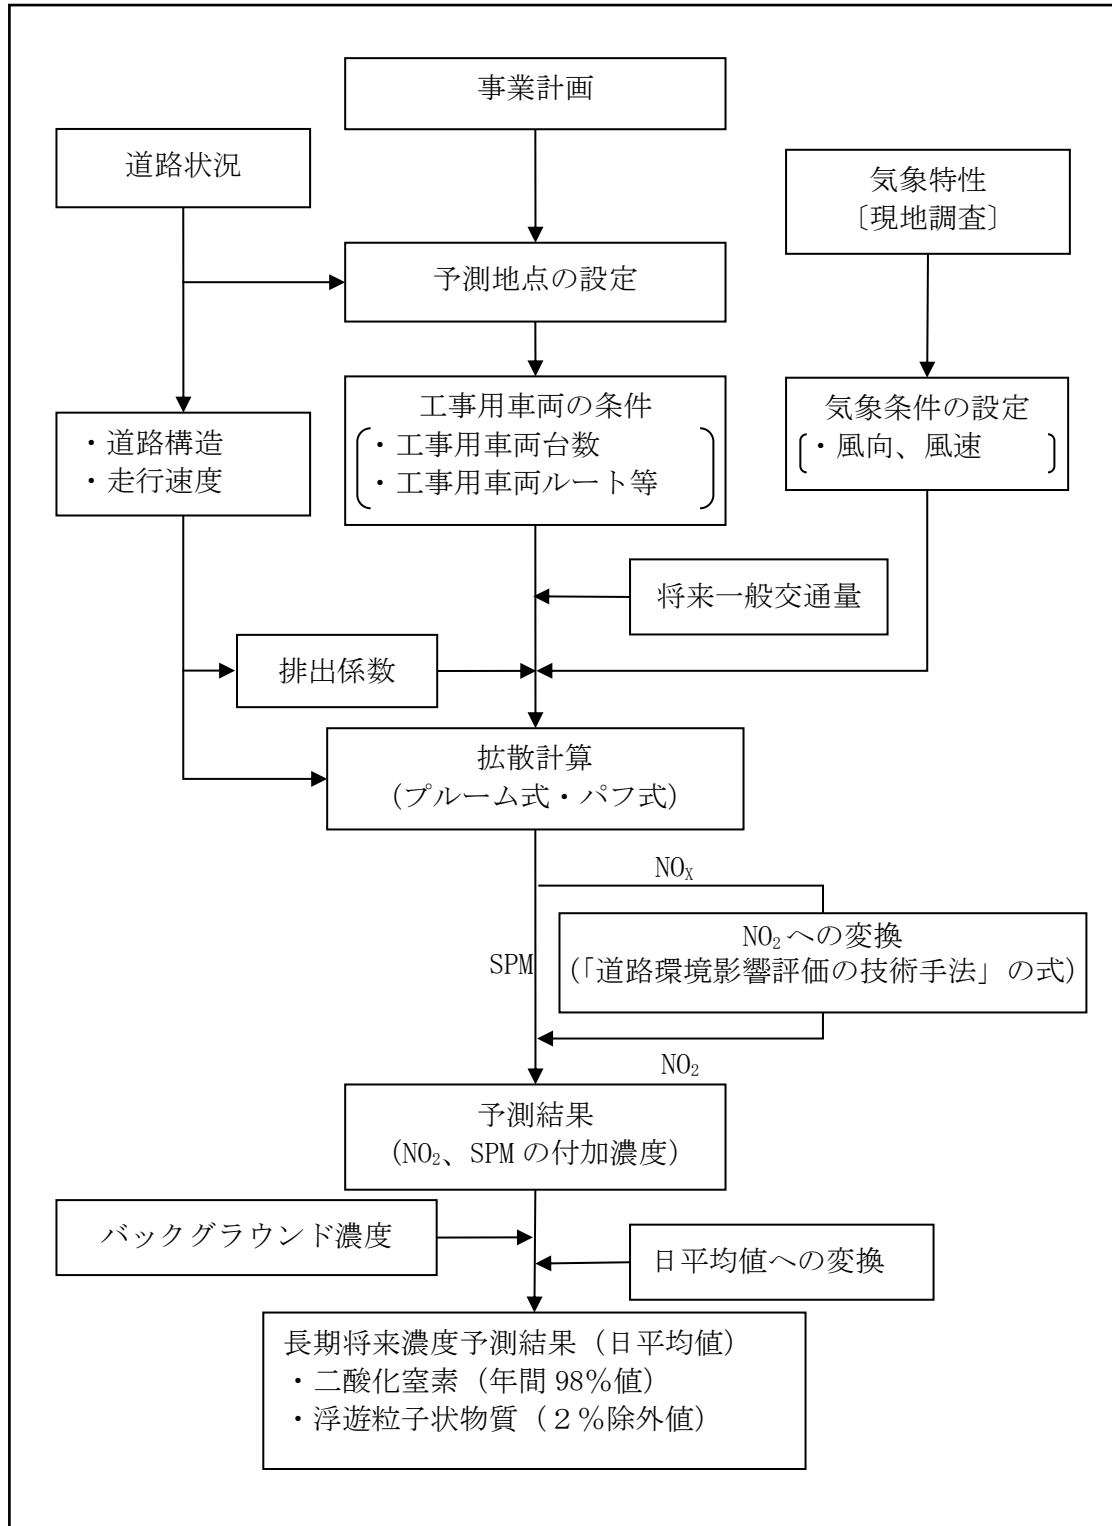 事業計画
道路状況
気象特性
〔現地調査〕
予測地点の設定
工事用車両の条件
・工事用車両台数
・工事用車両ルート等
気象条件の設定
・風向、風速
・道路構造
・走行速度
将来一般交通量
排出係数
拡散計算
（プルーム式・パフ式）
NOX
NO2への変換
（「道路環境影響評価の技術手法」の式）
SPM
NO2
予測結果
（NO2、SPMの付加濃度）
バックグラウンド濃度
日平均値への変換
長期将来濃度予測結果（日平均値）
・二酸化窒素（年間98％値）
・浮遊粒子状物質（２％除外値）